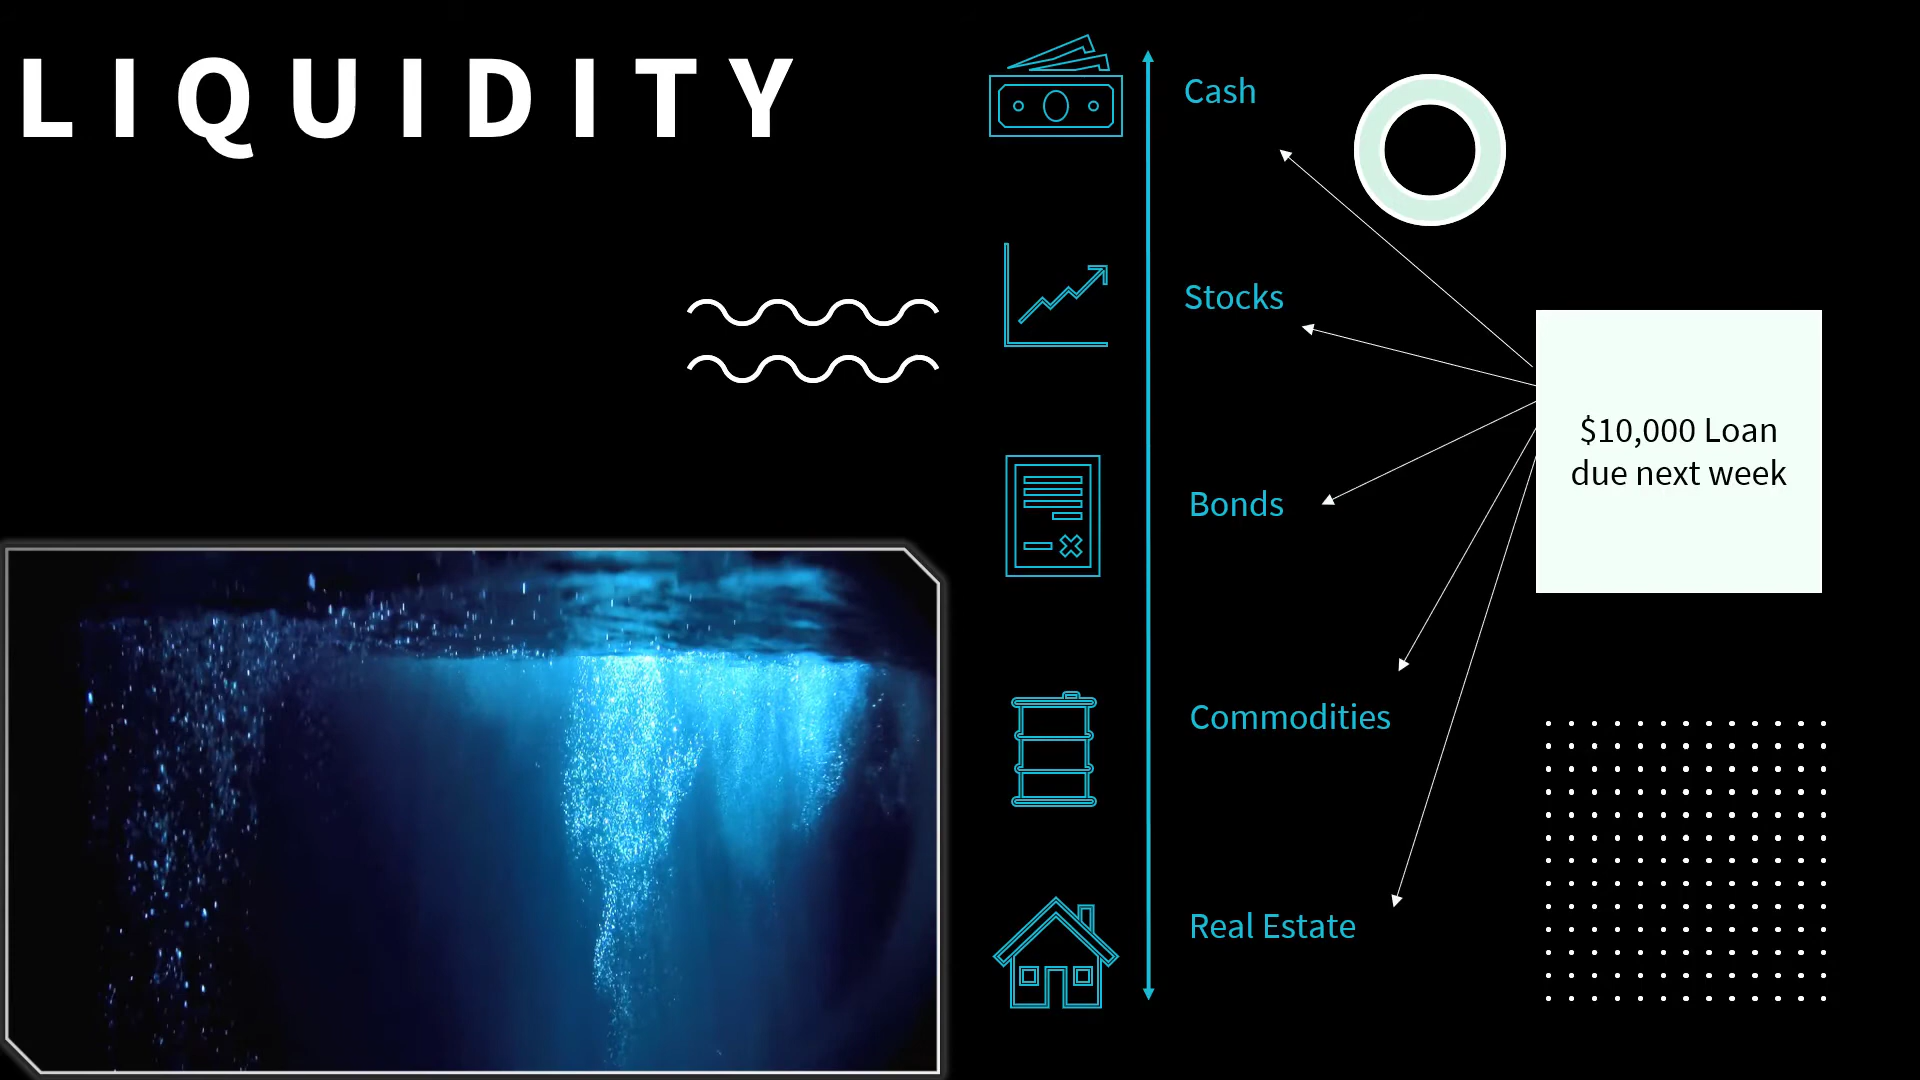 LIQUIDITY
Cash
Stocks
Bonds
Commodities
Real Estate
$10,000 Loan
due next week